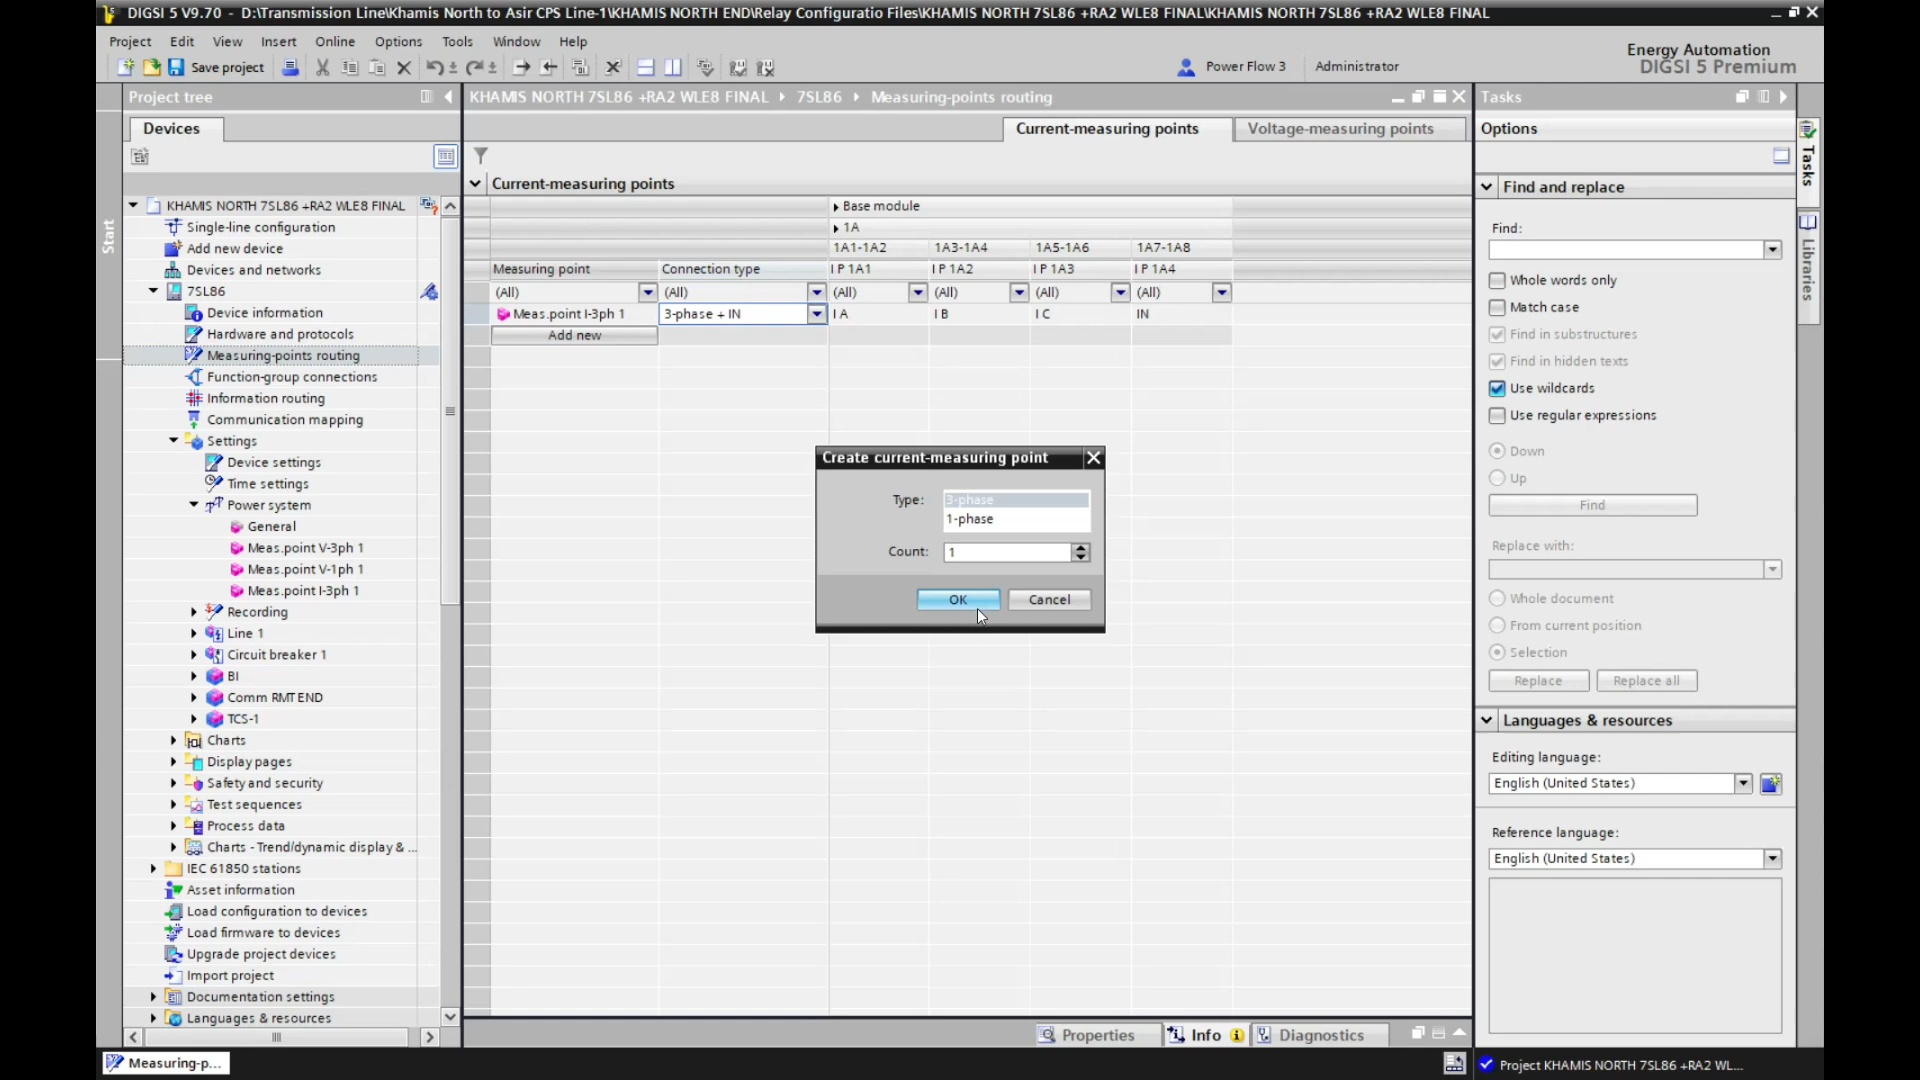 DIGSI 5 V9.70 - D:\Transmission Line\Khamis North to Asir CPS Line-1\KHAMIS NORTH END\Relay Configuratio Files\KHAMIS NORTH 7SL86 +RA2 WLE8 FINAL\KHAMIS NORTH 7SL86 +RA2 WLE8 FINAL
Project Edit View Insert Online Options Tools Window Help
Energy Automation
DIGSI 5 Premium
Save project
Power Flow 3
Administrator
Project tree
KHAMIS NORTH 7SL86 +RA2 WLE8 FINAL 7SL86 Measuring-points routing
Tasks
Devices
Current-measuring points
Voltage-measuring points
Options
Start
KHAMIS NORTH 7SL86 +RA2 WLE8 FINAL
Single-line configuration
Add new device
Devices and networks
7SL86
Device information
Hardware and protocols
Measuring-points routing
Function-group connections
Information routing
Communication mapping
Settings
Device settings
Time settings
Power system
General
Meas.point V-3ph 1
Meas.point V-1ph 1
Meas.point I-3ph 1
Recording
Line 1
Circuit breaker 1
BI
Comm RMT END
TCS-1
Charts
Display pages
Safety and security
Test sequences
Process data
Charts - Trend/dynamic display & ...
IEC 61850 stations
Asset information
Load configuration to devices
Load firmware to devices
Upgrade project devices
Import project
Documentation settings
Languages & resources
Current-measuring points
Base module
1A
1A1-1A2 1A3-1A4 1A5-1A6 1A7-1A8
Measuring point Connection type I P 1A1 I P 1A2 I P 1A3 I P 1A4
(All) (All) (All) (All) (All) (All)
Meas.point I-3ph 1 3-phase + IN I A I B I C IN
Add new
Create current-measuring point
Type: 3-phase
1-phase
Count: 1
OK Cancel
Find and replace
Find:
Whole words only
Match case
Find in substructures
Find in hidden texts
Use wildcards
Use regular expressions
Down
Up
Find
Replace with:
Whole document
From current position
Selection
Replace Replace all
Languages & resources
Editing language:
English (United States)
Reference language:
English (United States)
Tasks
Libraries
Properties Info Diagnostics
Measuring-p...
Project KHAMIS NORTH 7SL86 +RA2 WL...